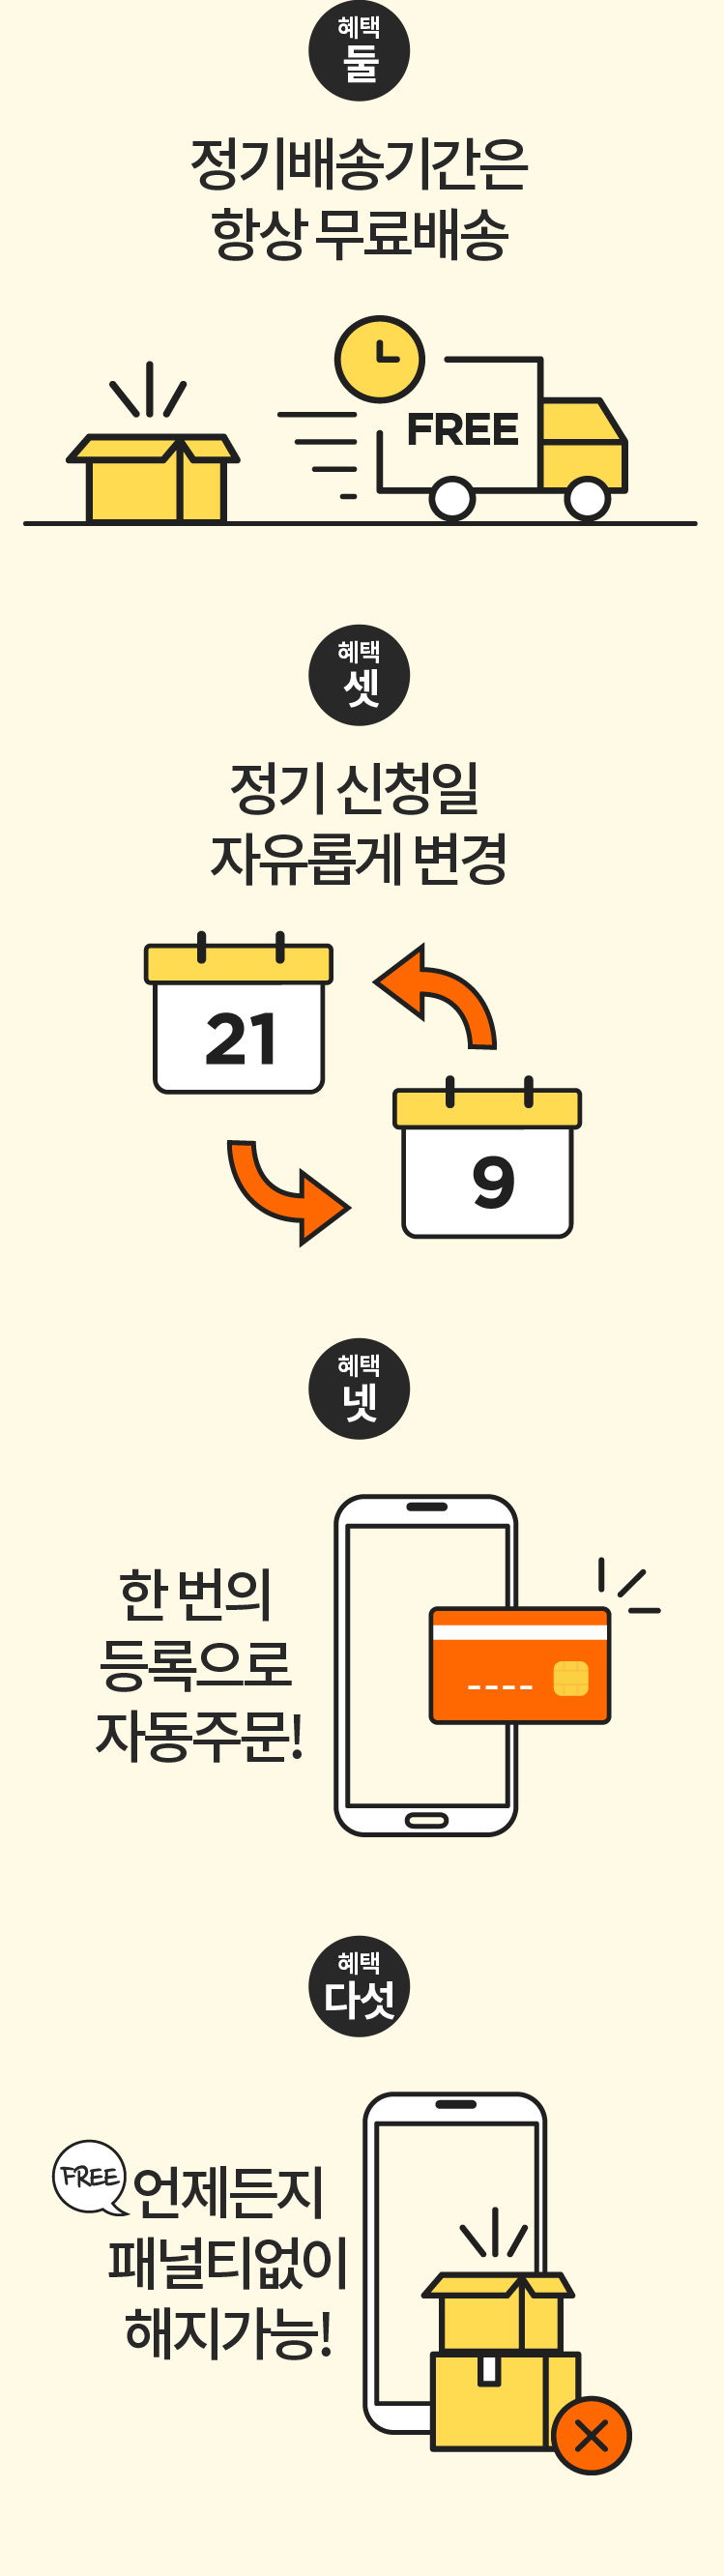 혜택
둘
정기배송기간은
항상 무료배송
FREE
혜택
셋
정기 신청일
자유롭게 변경
21
9
혜택
넷
한 번의
등록으로
자동주문!
혜택
다섯
FREE
언제든지
패널티없이
해지가능!